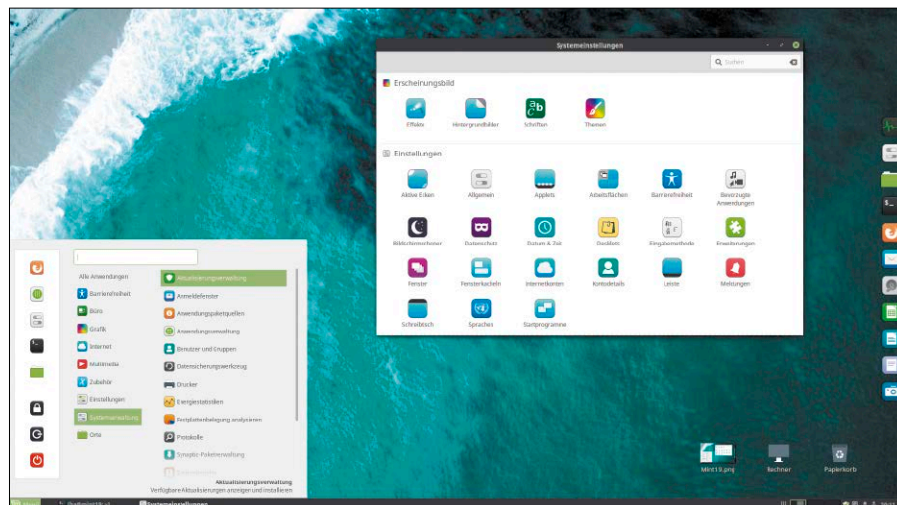 Systemeinstellungen
Suchen
Erscheinungsbild
Effekte
Hintergrundbilder
Schriften
Themen
Einstellungen
Aktive Ecken
Allgemein
Applets
Arbeitsflächen
Barrierefreiheit
Bevorzugte
Anwendungen
Bildschirmschoner
Datenschutz
Datum & Zeit
Desklets
Eingabemethode
Erweiterungen
Fenster
Fensterkacheln
Internetkonten
Kontodetails
Leiste
Meldungen
Schreibtisch
Sprachen
Startprogramme
Alle Anwendungen
Barrierefreiheit
Büro
Grafik
Internet
Multimedia
Zubehör
Einstellungen
Systemverwaltung
Orte
Aktualisierungsverwaltung
Anmeldefenster
Anwendungspaketquellen
Anwendungsverwaltung
Benutzer und Gruppen
Datensicherungswerkzeug
Drucker
Energiestatistiken
Festplattenbelegung analysieren
Protokolle
Synaptic-Paketverwaltung
Aktualisierungsverwaltung
Verfügbare Aktualisierungen anzeigen und installieren
Mint19.png
Rechner
Papierkorb
Systemeinstellungen